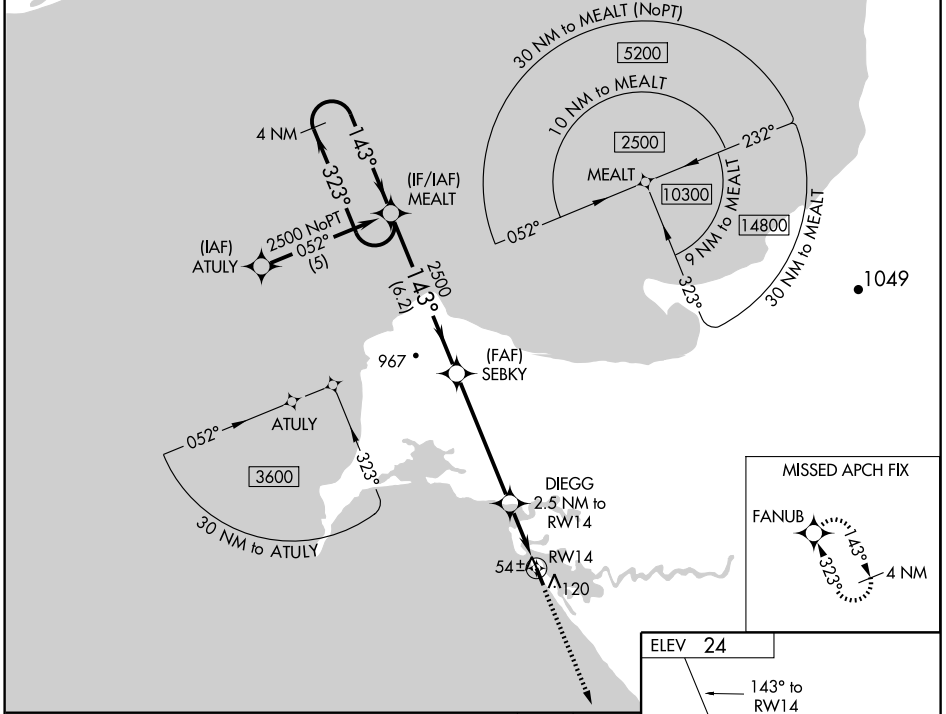 30 NM to MEALT (NoPT)
5200
10 NM to MEALT
2500
232°
MEALT
10300
9 NM to MEALT
14800
30 NM to MEALT
052°
323°
4 NM
143°
323°
(IF/IAF)
MEALT
2500 NoPT
052°
(5)
(IAF)
ATULY
2500
143°
(6.2)
1049
967
(FAF)
SEBKY
052°
ATULY
323°
3600
30 NM to ATULY
DIEGG
2.5 NM to
RW14
RW14
54±
120
MISSED APCH FIX
FANUB
143°
323°
4 NM
ELEV 24
143° to
RW14